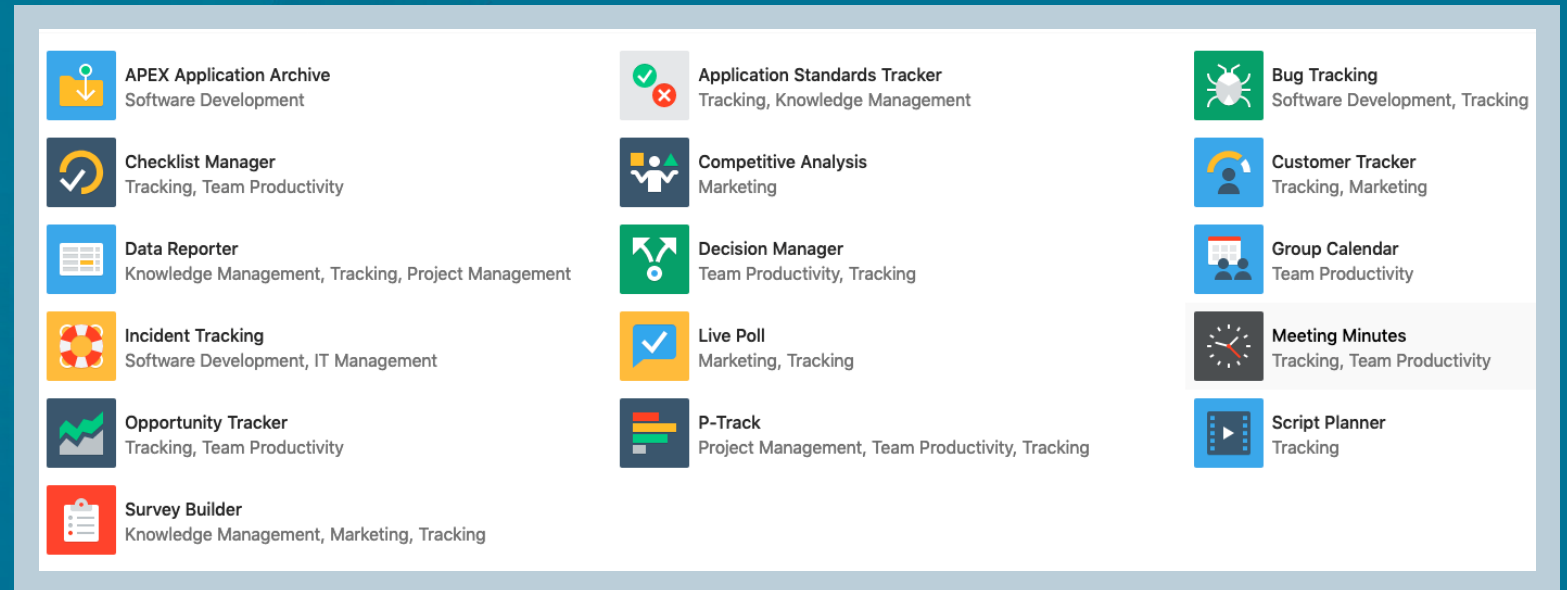 APEX Application Archive
Software Development
Application Standards Tracker
Tracking, Knowledge Management
Bug Tracking
Software Development, Tracking
Checklist Manager
Tracking, Team Productivity
Competitive Analysis
Marketing
Customer Tracker
Tracking, Marketing
Data Reporter
Knowledge Management, Tracking, Project Management
Decision Manager
Team Productivity, Tracking
Group Calendar
Team Productivity
Incident Tracking
Software Development, IT Management
Live Poll
Marketing, Tracking
Meeting Minutes
Tracking, Team Productivity
Opportunity Tracker
Tracking, Team Productivity
P-Track
Project Management, Team Productivity, Tracking
Script Planner
Tracking
Survey Builder
Knowledge Management, Marketing, Tracking